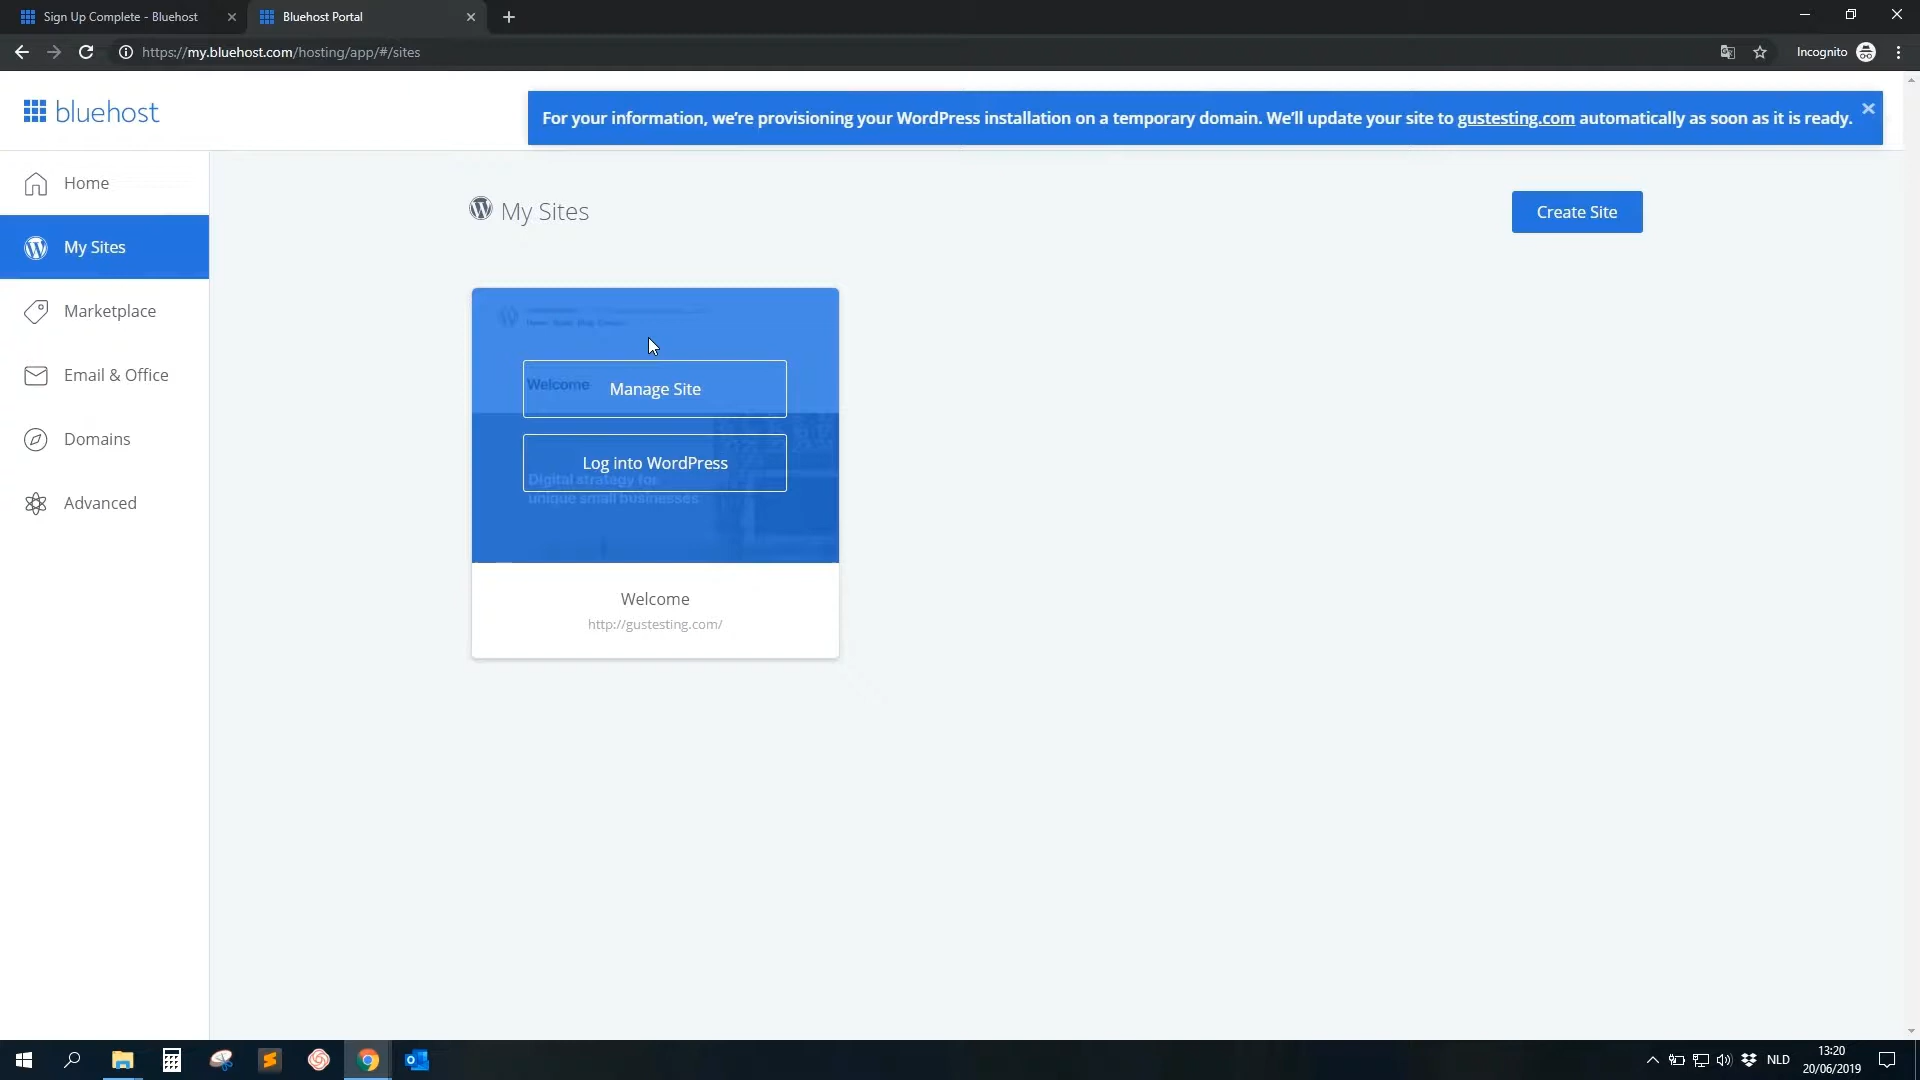 Sign Up Complete - Bluehost
Bluehost Portal
https://my.bluehost.com/hosting/app/#/sites
Incognito
bluehost
For your information, we're provisioning your WordPress installation on a temporary domain. We'll update your site to gustesting.com automatically as soon as it is ready.
Home
My Sites
Marketplace
Email & Office
Domains
Advanced
My Sites
Create Site
Welcome
Manage Site
Log into WordPress
Digital strategy for
unique small businesses
Welcome
http://gustesting.com/
NLD
13:20
20/06/2019